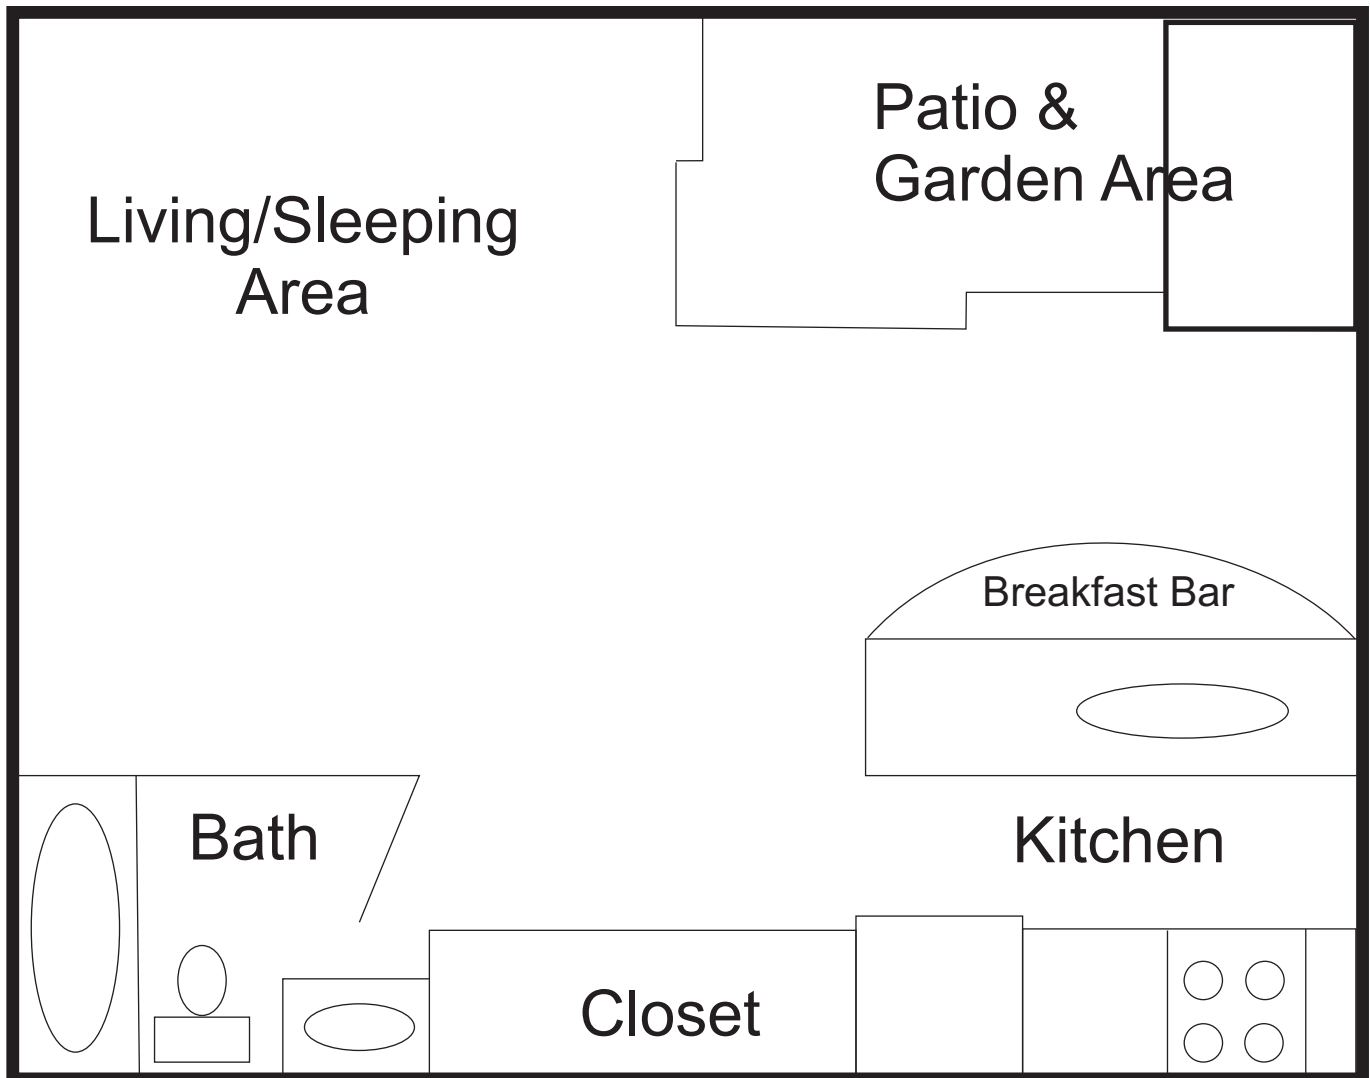 Patio &
Garden Area
Living/Sleeping
Area
Breakfast Bar
Bath
Kitchen
Closet